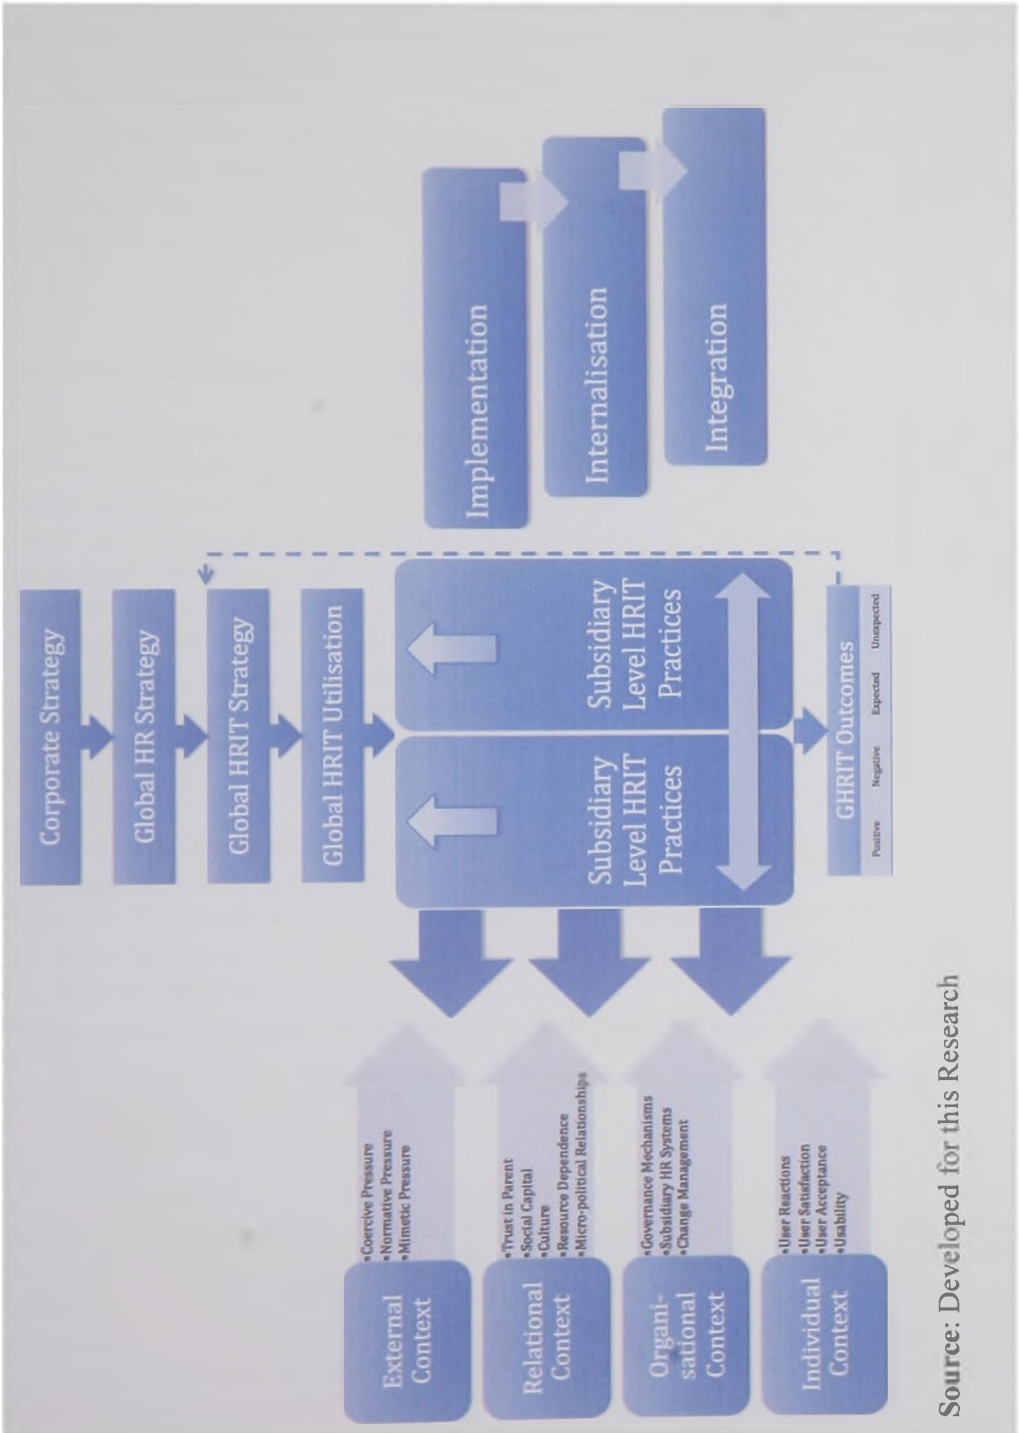 Corporate Strategy
Global HR Strategy
Global HRIT Strategy
Global HRIT Utilisation
External
Context
•Coercive Pressure
•Normative Pressure
•Mimetic Pressure
Relational
Context
•Trust in Parent
•Social Capital
•Culture
•Resource Dependence
•Micro-political Relationships
Organi-
sational
Context
•Governance Mechanisms
•Subsidiary HR Systems
•Change Management
Individual
Context
•User Reactions
•User Satisfaction
•User Acceptance
•Usability
Subsidiary
Level HRIT
Practices
Subsidiary
Level HRIT
Practices
Implementation
Internalisation
Integration
GHRIT Outcomes
Positive Negative Expected Unexpected
Source: Developed for this Research